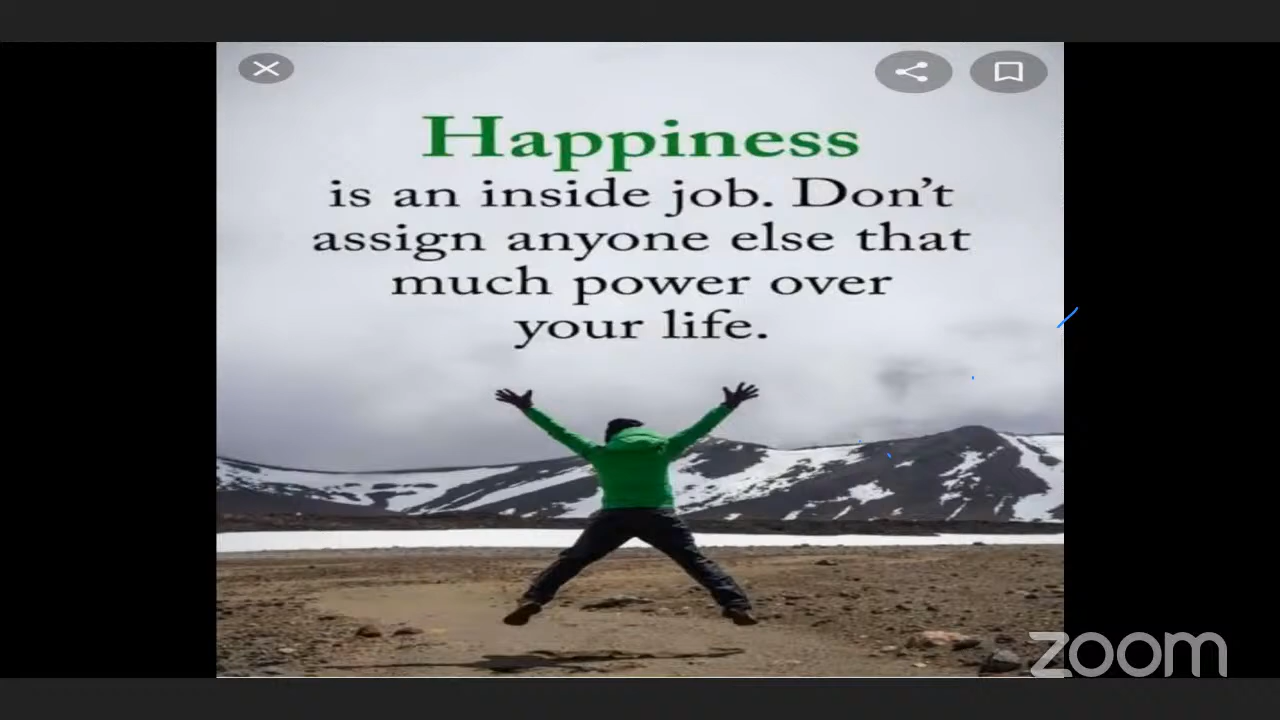 Happiness
is an inside job. Don't
assign anyone else that
much power over
your life.
zoom